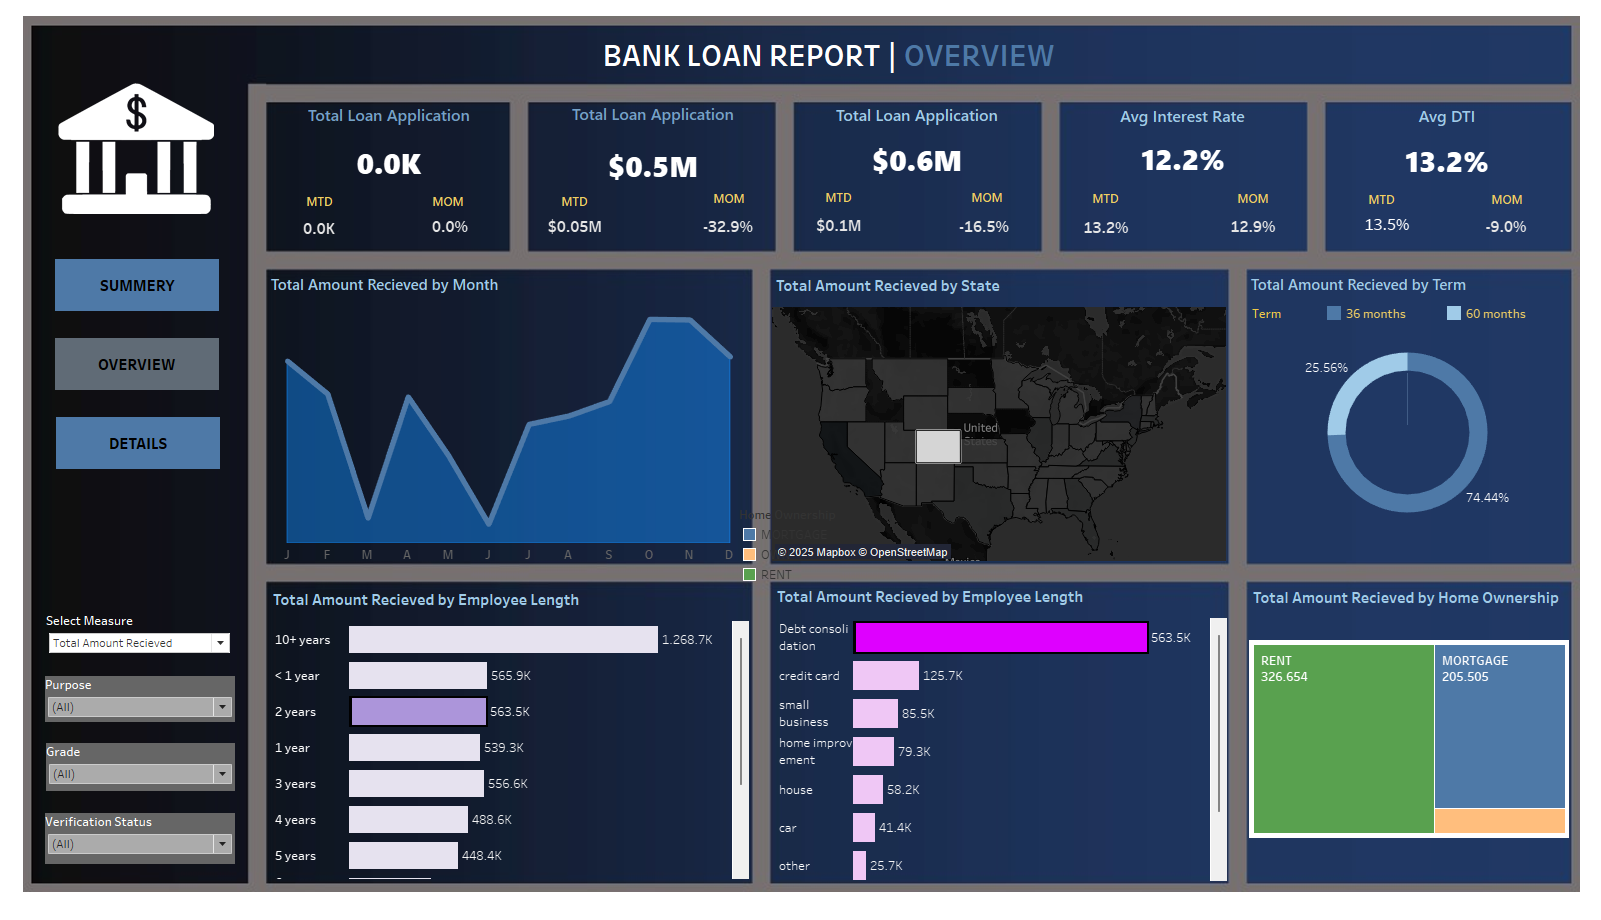 BANK LOAN REPORT | OVERVIEW
$
SUMMERY
OVERVIEW
DETAILS
Select Measure
Total Amount Recieved
Purpose
(All)
Grade
(All)
Verification Status
(All)
Total Loan Application
0.0K
MTD MOM
0.0K 0.0%
Total Loan Application
$0.5M
MTD MOM
$0.05M -32.9%
Total Loan Application
$0.6M
MTD MOM
$0.1M -16.5%
Avg Interest Rate
12.2%
MTD MOM
13.2% 12.9%
Avg DTI
13.2%
MTD MOM
13.5% -9.0%
Total Amount Recieved by Month
J F M A M J J A S O N D
Total Amount Recieved by State
United
States
© 2025 Mapbox © OpenStreetMap
Home Ownership
MORTGAGE
RENT
Total Amount Recieved by Term
Term 36 months 60 months
25.56%
74.44%
Total Amount Recieved by Employee Length
10+ years 1.268.7K
< 1 year 565.9K
2 years 563.5K
1 year 539.3K
3 years 556.6K
4 years 488.6K
5 years 448.4K
Total Amount Recieved by Employee Length
Debt consoli
dation 563.5K
credit card 125.7K
small
business 85.5K
home improv
ement 79.3K
house 58.2K
car 41.4K
other 25.7K
Total Amount Recieved by Home Ownership
RENT
326.654
MORTGAGE
205.505